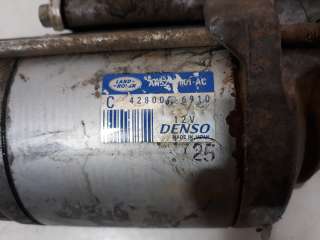 LAND
ROVER
C 428000-6910
12V
DENSO
MADE IN JAPAN
25